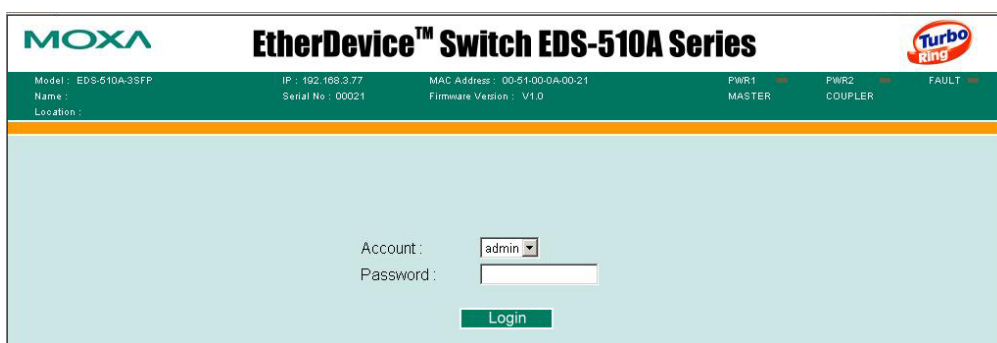 MOXA EtherDevice™ Switch EDS-510A Series Turbo Ring
Model : EDS-510A-3SFP IP : 192.168.3.77 MAC Address : 00-51-00-0A-00-21 PWR1 PWR2 FAULT
Name : Serial No : 00021 Firmware Version : V1.0 MASTER COUPLER
Location :
Account : admin
Password :
Login